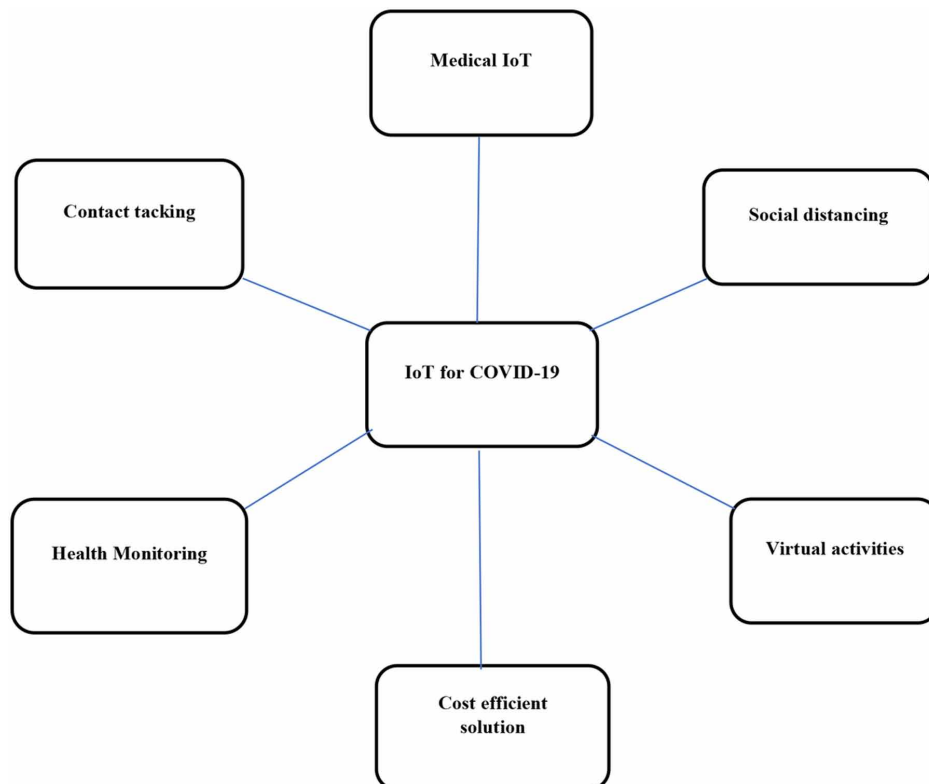 Medical IoT
Contact tacking
Social distancing
IoT for COVID-19
Health Monitoring
Virtual activities
Cost efficient
solution